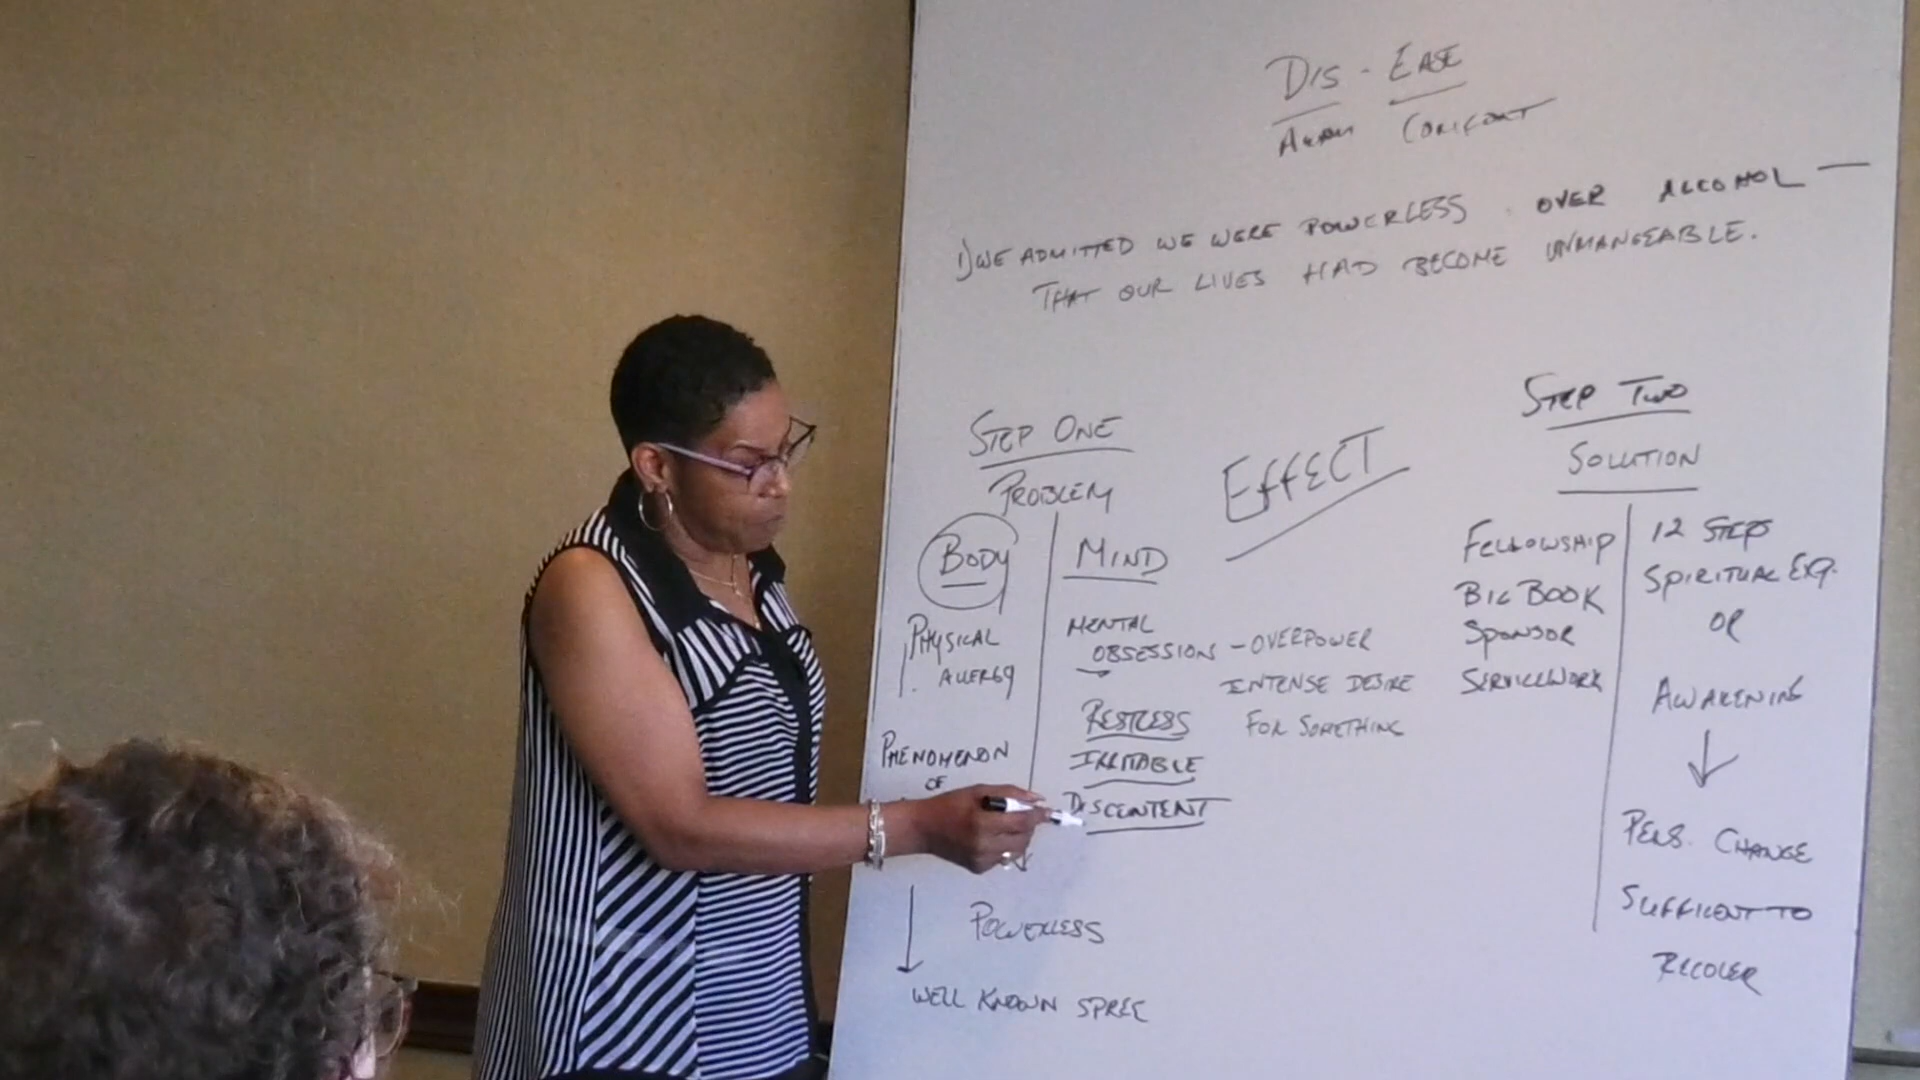 DIS - EASE
AWAY COMFORT
1) WE ADMITTED WE WERE POWERLESS OVER ALCOHOL —
THAT OUR LIVES HAD BECOME UNMANGEABLE.
STEP ONE
PROBLEM
BODY
PHYSICAL
ALLERGY
PHENOMENON
OF
MIND
MENTAL
OBSESSION - OVERPOWER
INTENSE DESIRE
FOR SOMETHING
RESTLESS
IRRITABLE
DISCONTENT
POWERLESS
WELL KNOWN SPREE
EFFECT
STEP TWO
SOLUTION
FELLOWSHIP
BIG BOOK
SPONSOR
SERVICEWORK
12 STEPS
SPIRITUAL EXP.
OR
AWAKENING
PERS. CHANGE
SUFFICENT TO
RECOVER